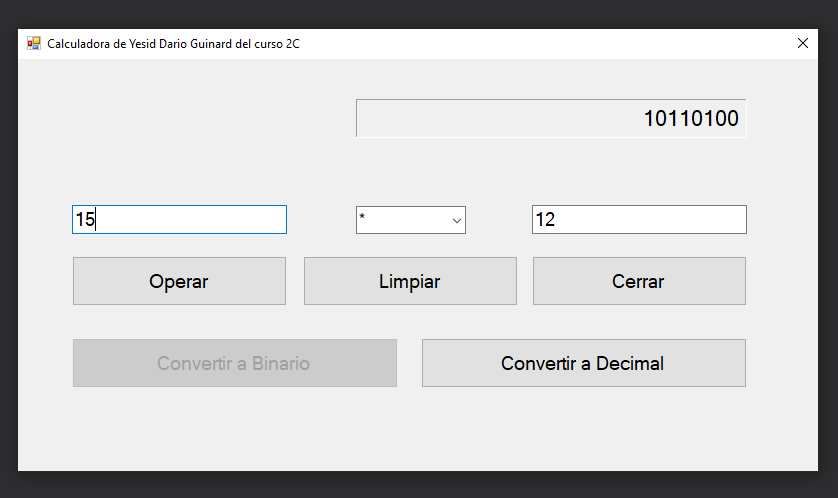 Calculadora de Yesid Dario Guinard del curso 2C
10110100
15 * 12
Operar Limpiar Cerrar
Convertir a Binario Convertir a Decimal